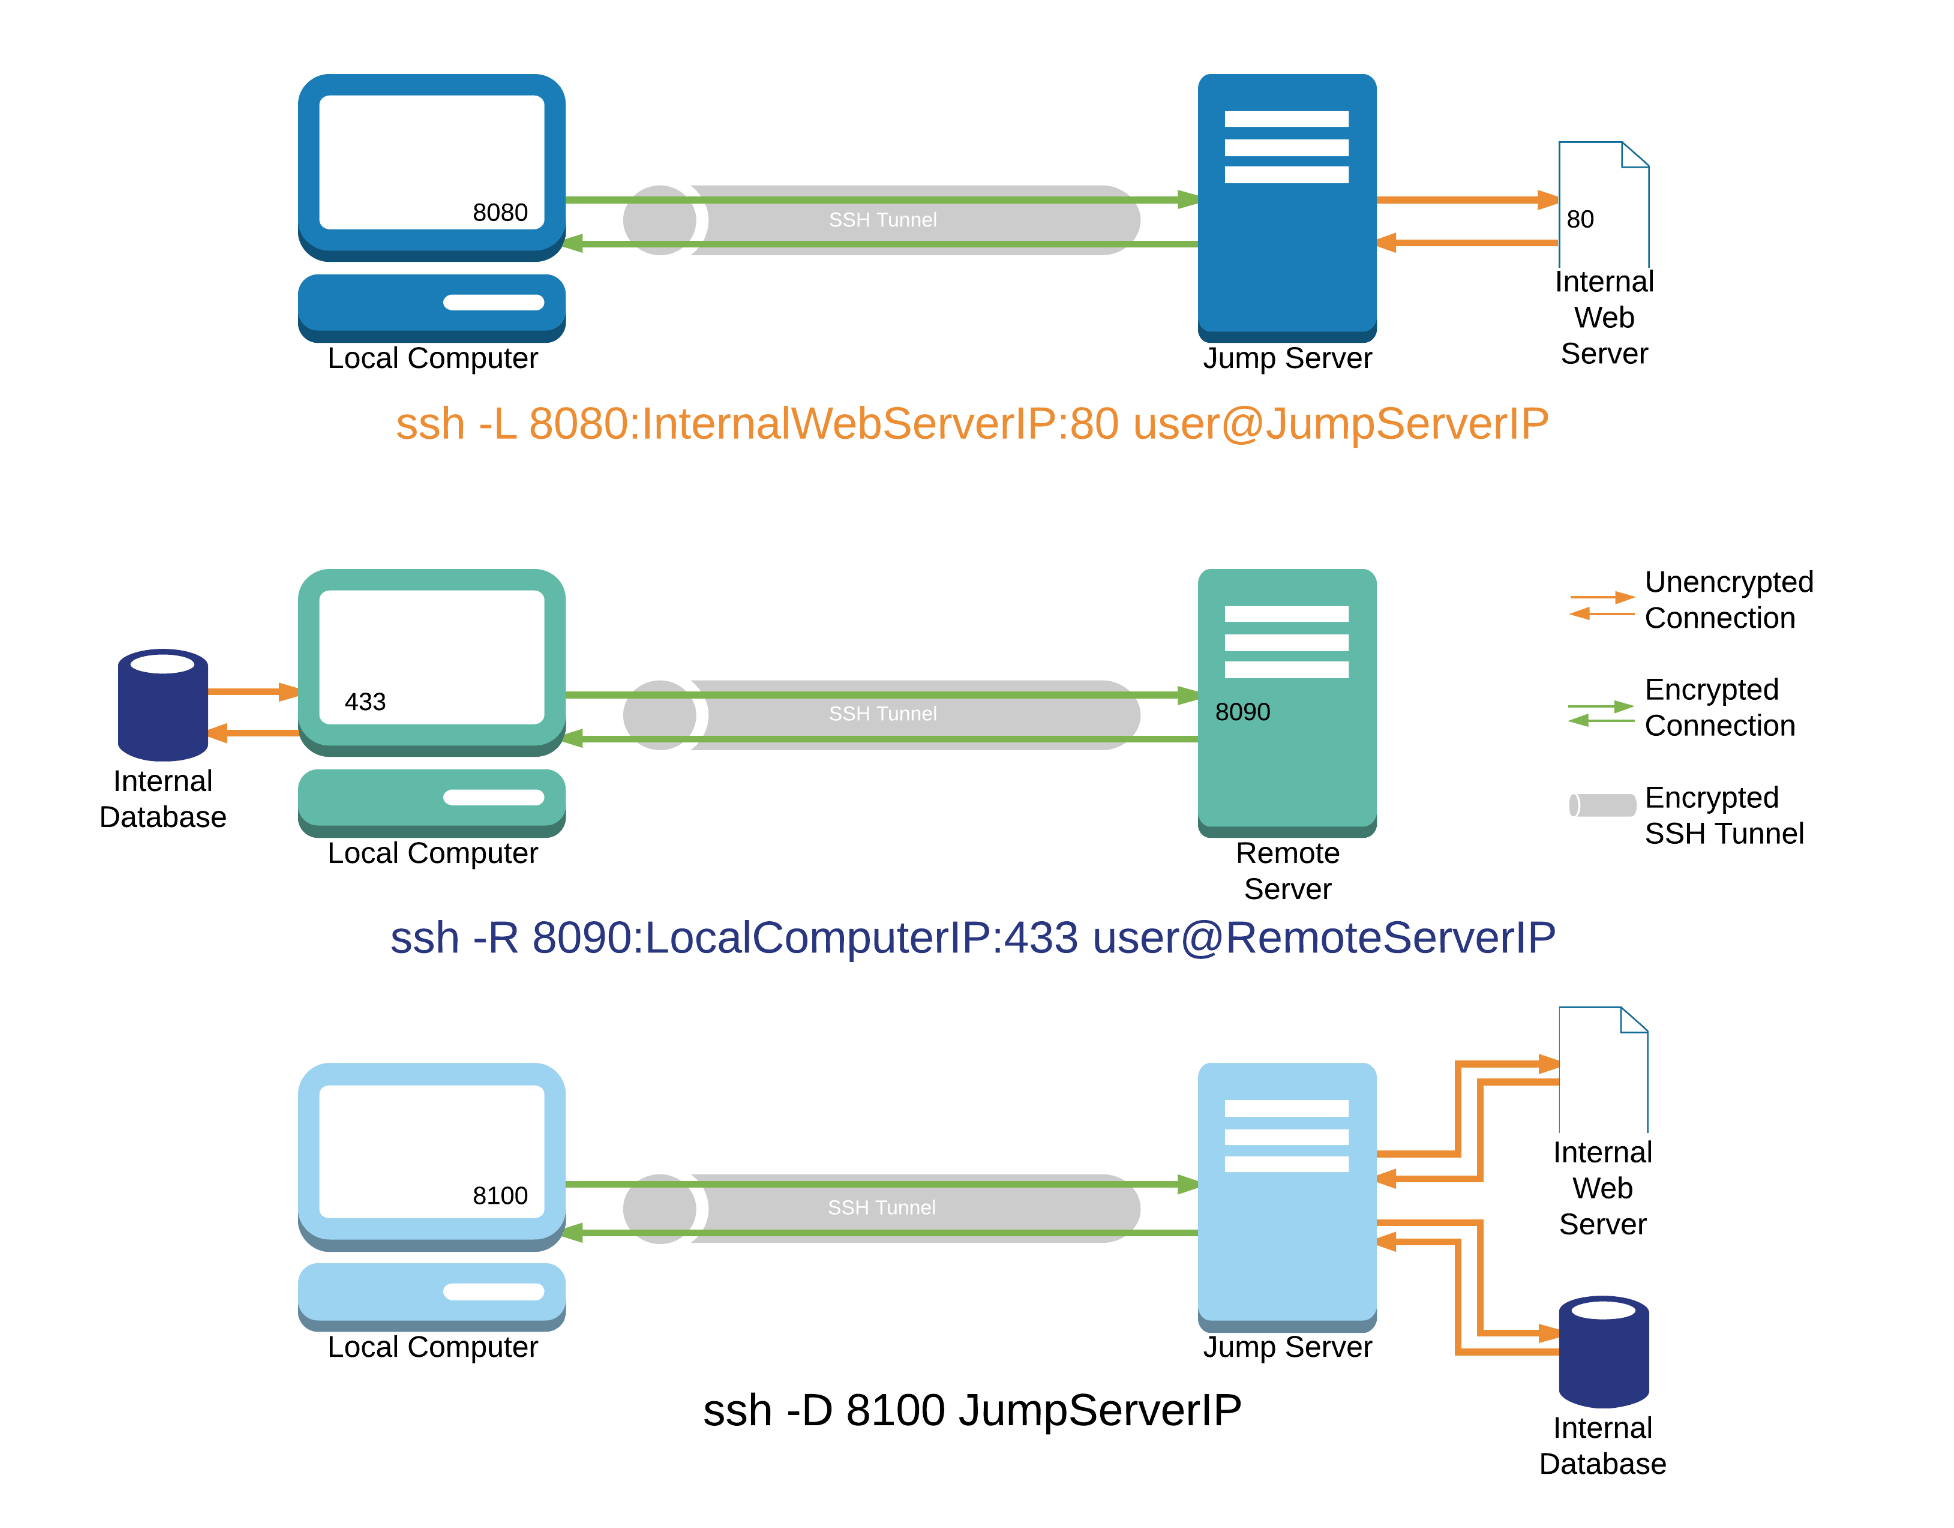 8080
SSH Tunnel
80
Internal
Web
Server
Local Computer
Jump Server
ssh -L 8080:InternalWebServerIP:80 user@JumpServerIP
Unencrypted
Connection
433
SSH Tunnel
8090
Encrypted
Connection
Internal
Database
Encrypted
SSH Tunnel
Local Computer
Remote
Server
ssh -R 8090:LocalComputerIP:433 user@RemoteServerIP
8100
SSH Tunnel
Internal
Web
Server
Local Computer
Jump Server
ssh -D 8100 JumpServerIP
Internal
Database